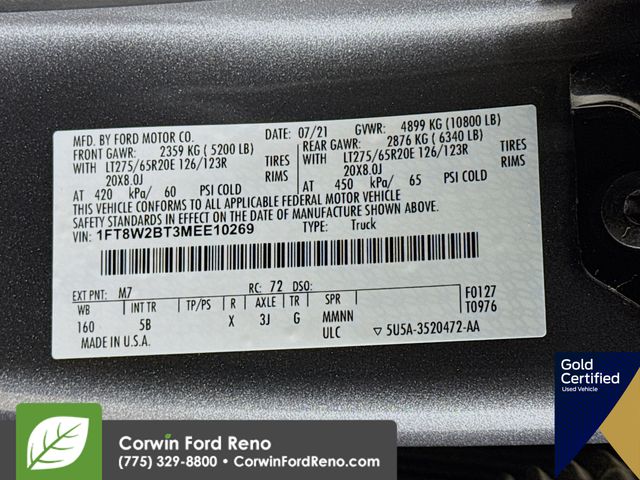 MFD. BY FORD MOTOR CO. 07/21 GVWR: 4899 KG (10800 LB)
FRONT GAWR: 2359 KG (5200 LB) REAR GAWR: 2876 KG (6340 LB)
WITH LT275/65R20E 126/123R TIRES WITH LT275/65R20E 126/123R TIRES
20X8.0J RIMS 20X8.0J RIMS
AT 420 kPa/ 60 PSI COLD AT 450 kPa/ 65 PSI COLD
THIS VEHICLE CONFORMS TO ALL APPLICABLE FEDERAL MOTOR VEHICLE
SAFETY STANDARDS IN EFFECT ON THE DATE OF MANUFACTURE SHOWN ABOVE.
VIN: 1FT8W2BT3MEE10269 TYPE: Truck
EXT PNT: M7 RC: 72 DSO: F0127
WB INT TR TP/PS R AXLE TR SPR T0976
160 5B X 3J G MMNN
MADE IN U.S.A. ULC ▽ 5U5A-3520472-AA
Gold
Certified
Used Vehicle
Corwin Ford Reno
(775) 329-8800 • CorwinFordReno.com